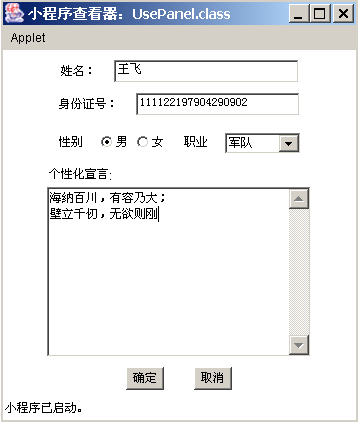 小程序查看器：UsePanel.class
Applet
姓名：
王飞
身份证号：
111122197904290902
性别 男 女 职业 军队
个性化宣言:
海纳百川，有容乃大；
壁立千仞，无欲则刚
确定 取消
小程序已启动。